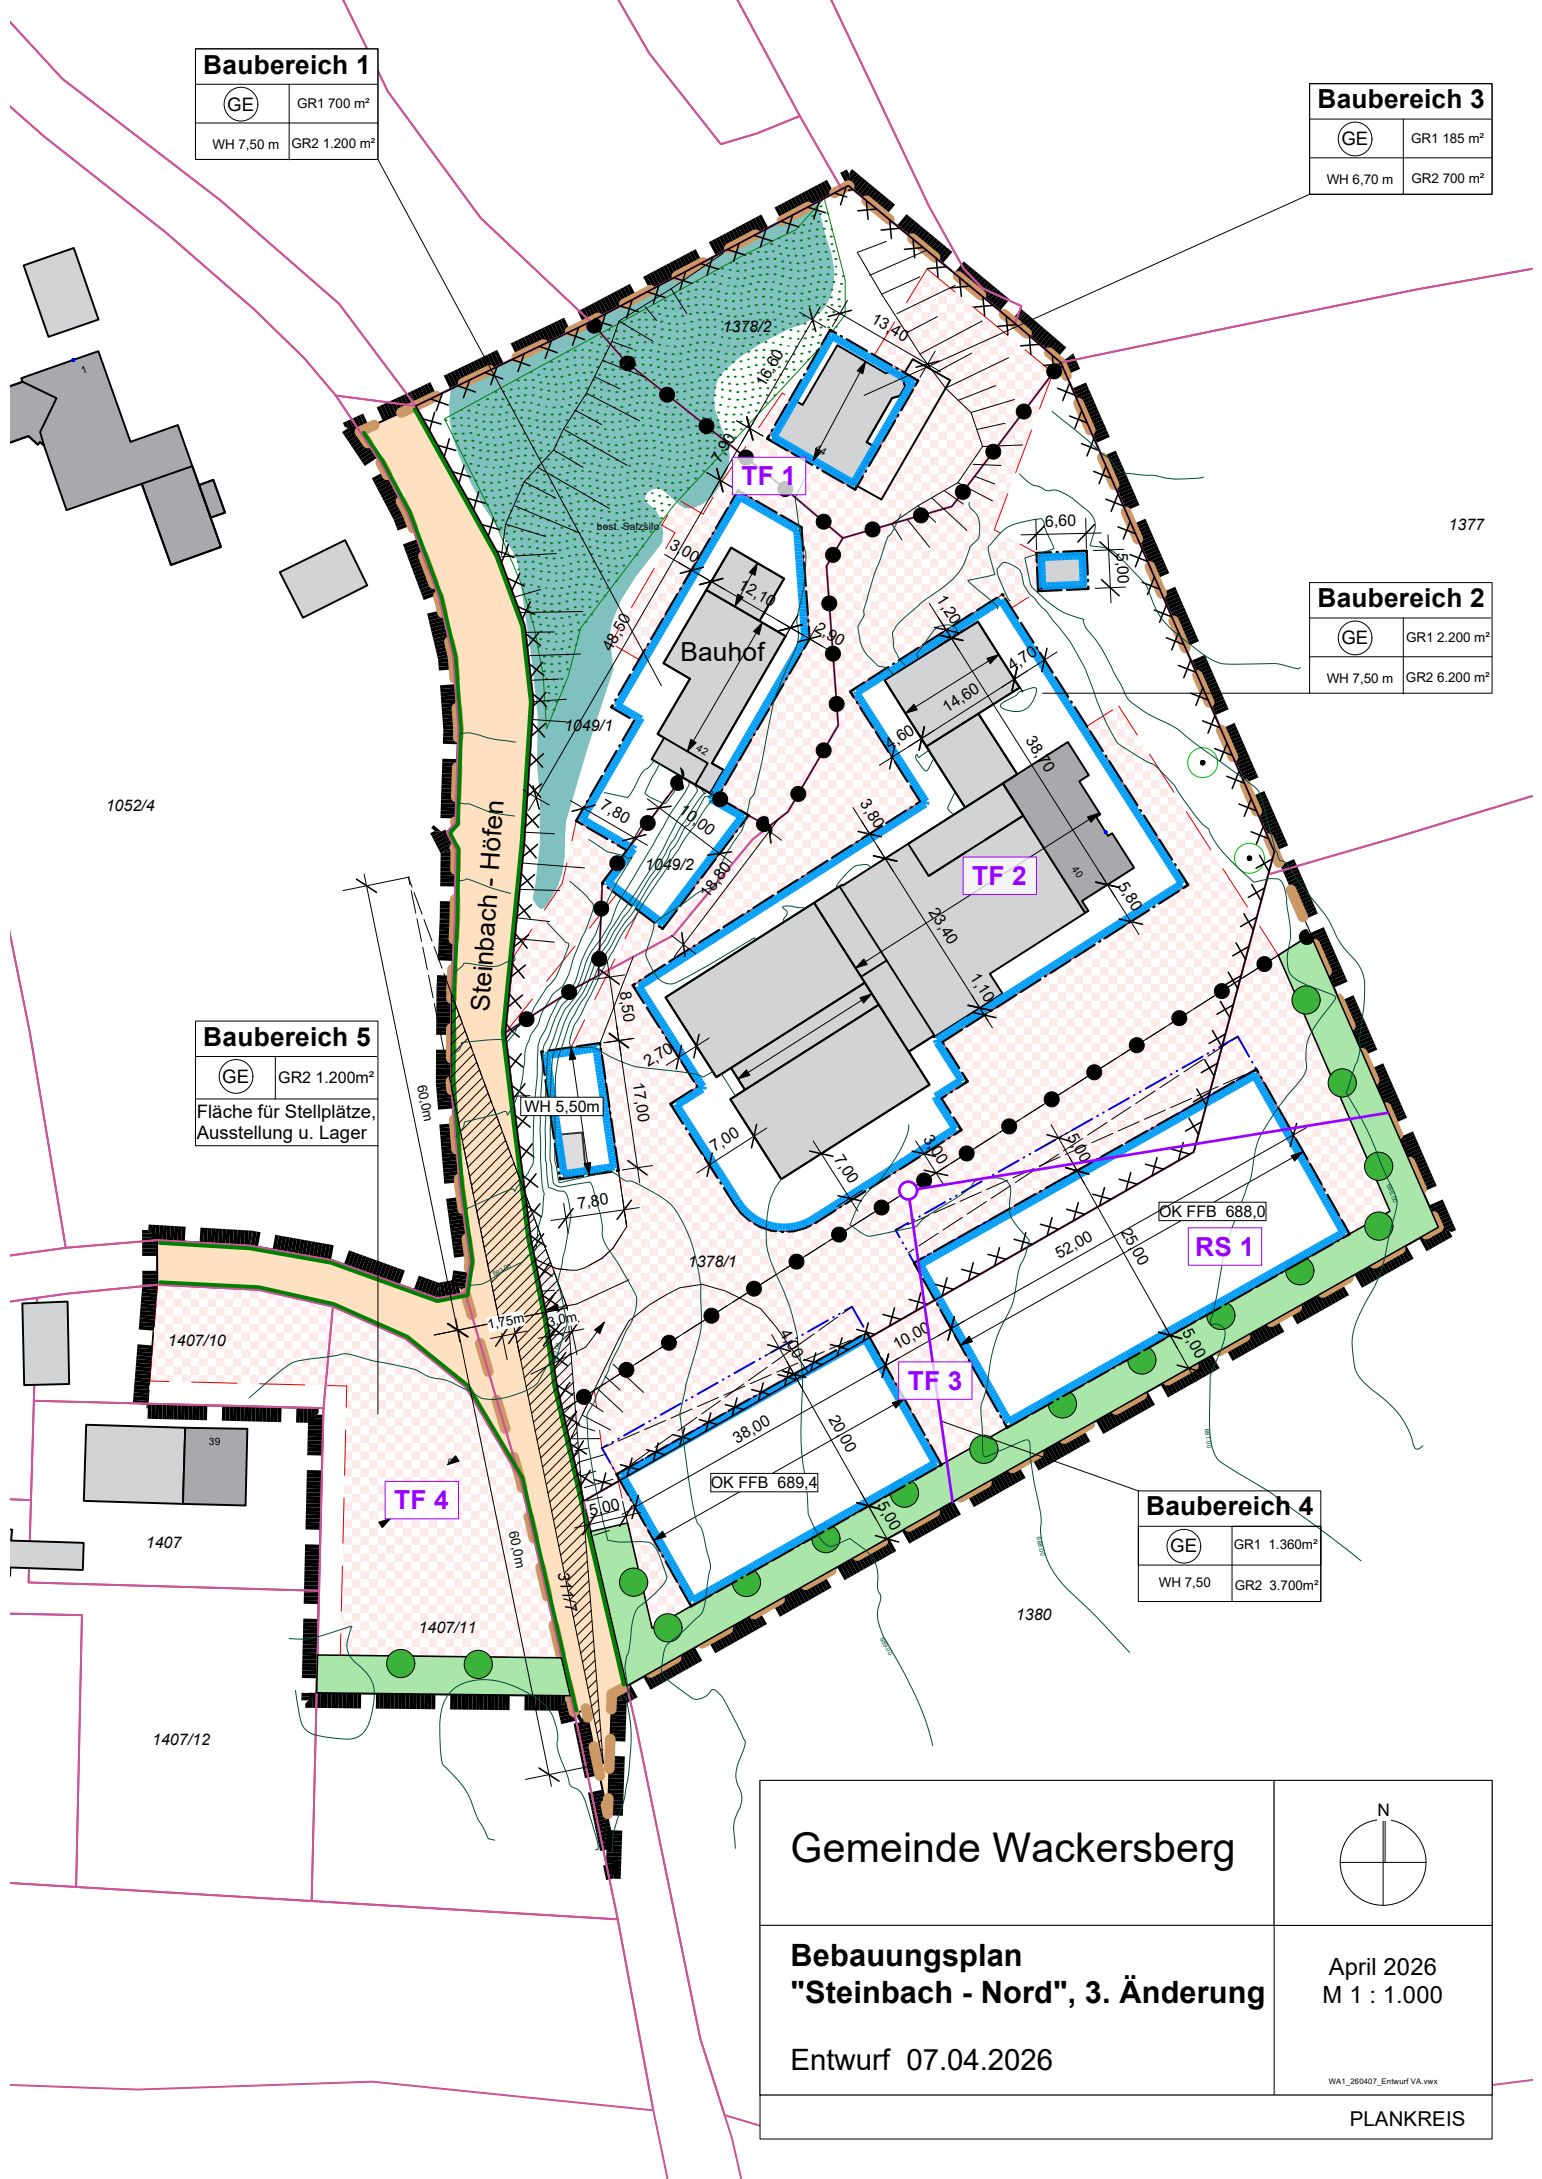 Baubereich 1
GE
GR1 700 m²
WH 7,50 m
GR2 1.200 m²
Baubereich 3
GE
GR1 185 m²
WH 6,70 m
GR2 700 m²
1
1378/2
13,40
16,60
7,90
TF 1
best. Salzsilo
1377
6,60
5,00
3,00
12,10
48,50
2,90
Bauhof
1,20
Baubereich 2
GE
GR1 2.200 m²
WH 7,50 m
GR2 6.200 m²
4,70
14,60
1049/1
42
38,70
1052/4
7,80
10,00
3,80
1049/2
18,80
TF 2
40
5,80
23,40
Steinbach - Höfen
1,10
8,50
2,70
Baubereich 5
GE
GR2 1.200m²
Fläche für Stellplätze,
Ausstellung u. Lager
60,0m
WH 5,50m
17,00
7,00
7,00
3,00
5,00
7,80
OK FFB 688,0
RS 1
52,00
25,00
1378/1
1,75m
3,0m
1407/10
4,00
10,00
5,00
TF 3
38,00
20,00
39
OK FFB 689,4
TF 4
5,00
5,00
1407
60,0m
Baubereich 4
GE
GR1 1.360m²
WH 7,50
GR2 3.700m²
311/7
1407/11
1380
1407/12
Gemeinde Wackersberg
N
Bebauungsplan
"Steinbach - Nord", 3. Änderung
April 2026
M 1 : 1.000
Entwurf 07.04.2026
WA1_260407_Entwurf VA.vwx
PLANKREIS